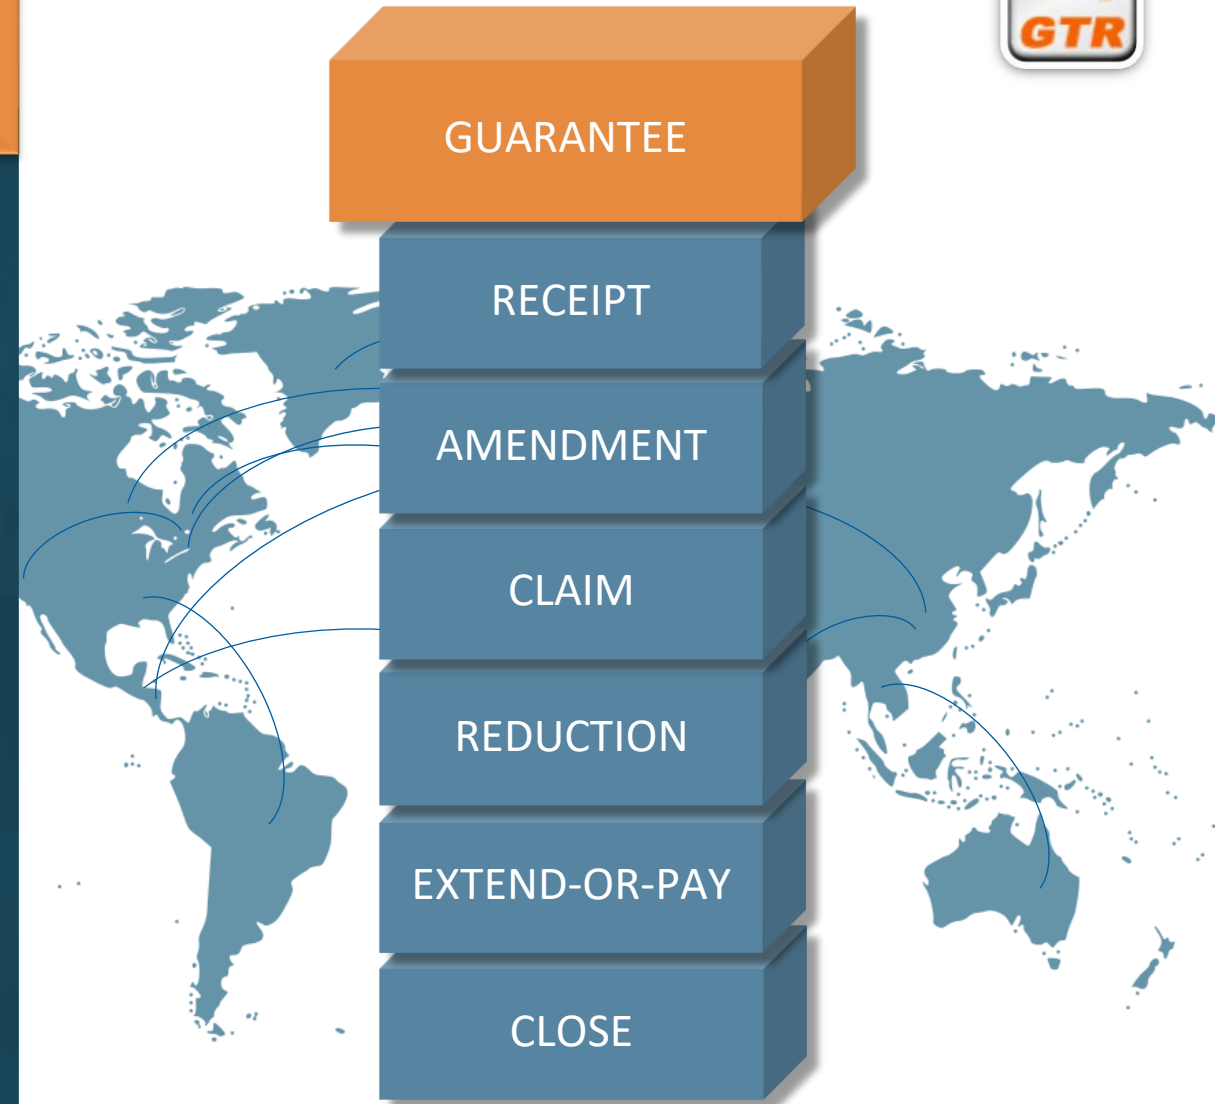 GTR
GUARANTEE
RECEIPT
AMENDMENT
CLAIM
REDUCTION
EXTEND-OR-PAY
CLOSE